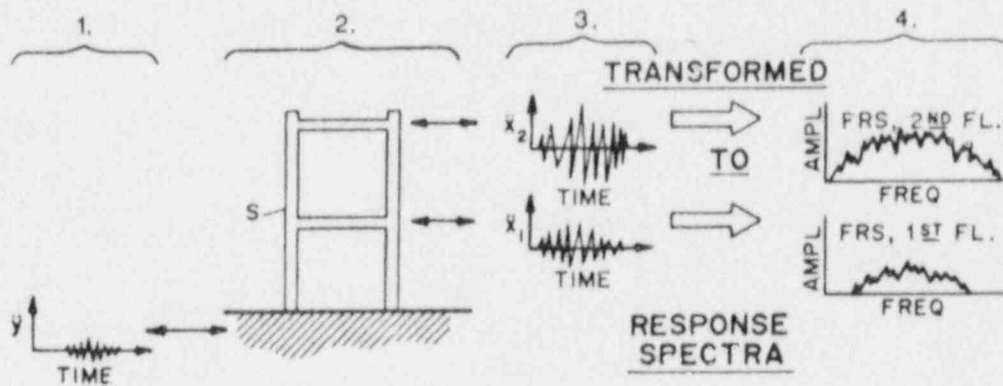 1.
2.
3.
4.
TRANSFORMED
TO
RESPONSE
SPECTRA
ÿ
TIME
S
ẍ2
TIME
ẍ1
TIME
AMPL
FRS, 2ND FL.
FREQ
AMPL
FRS, 1ST FL.
FREQ